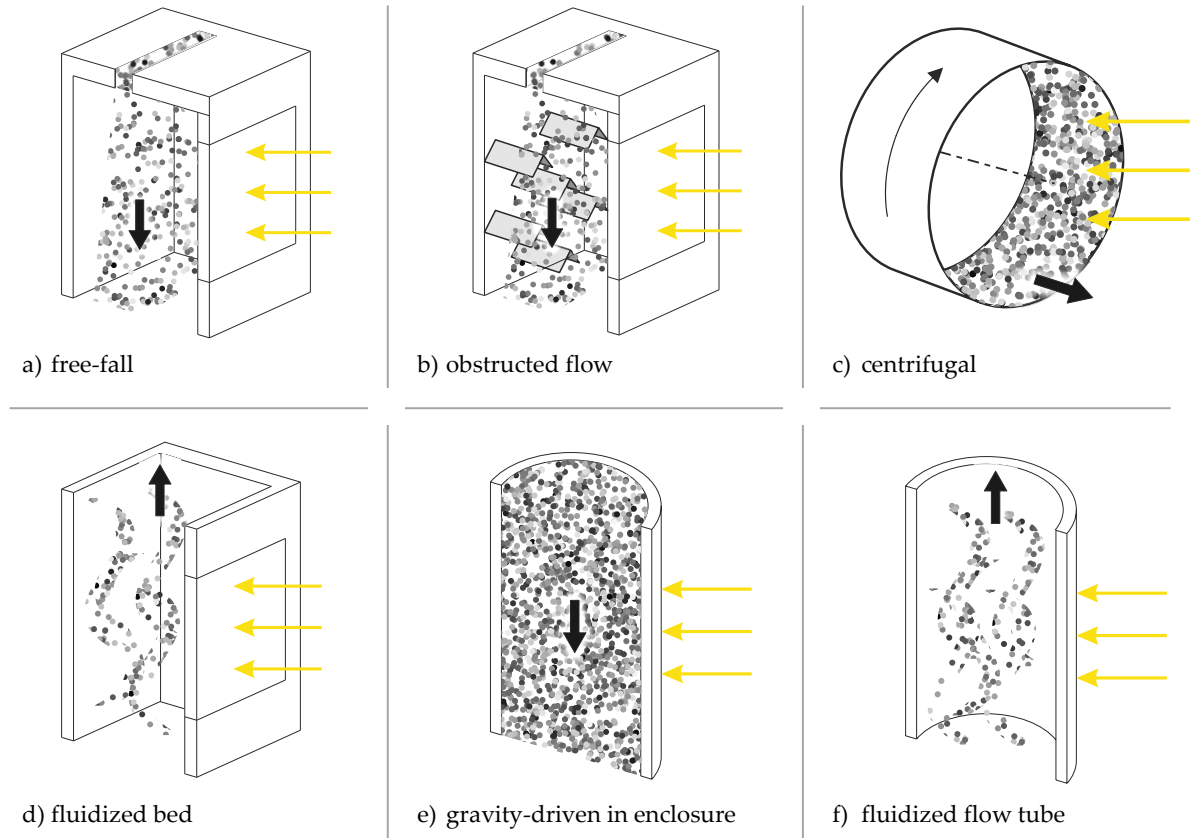 a) free-fall
b) obstructed flow
c) centrifugal
d) fluidized bed
e) gravity-driven in enclosure
f) fluidized flow tube